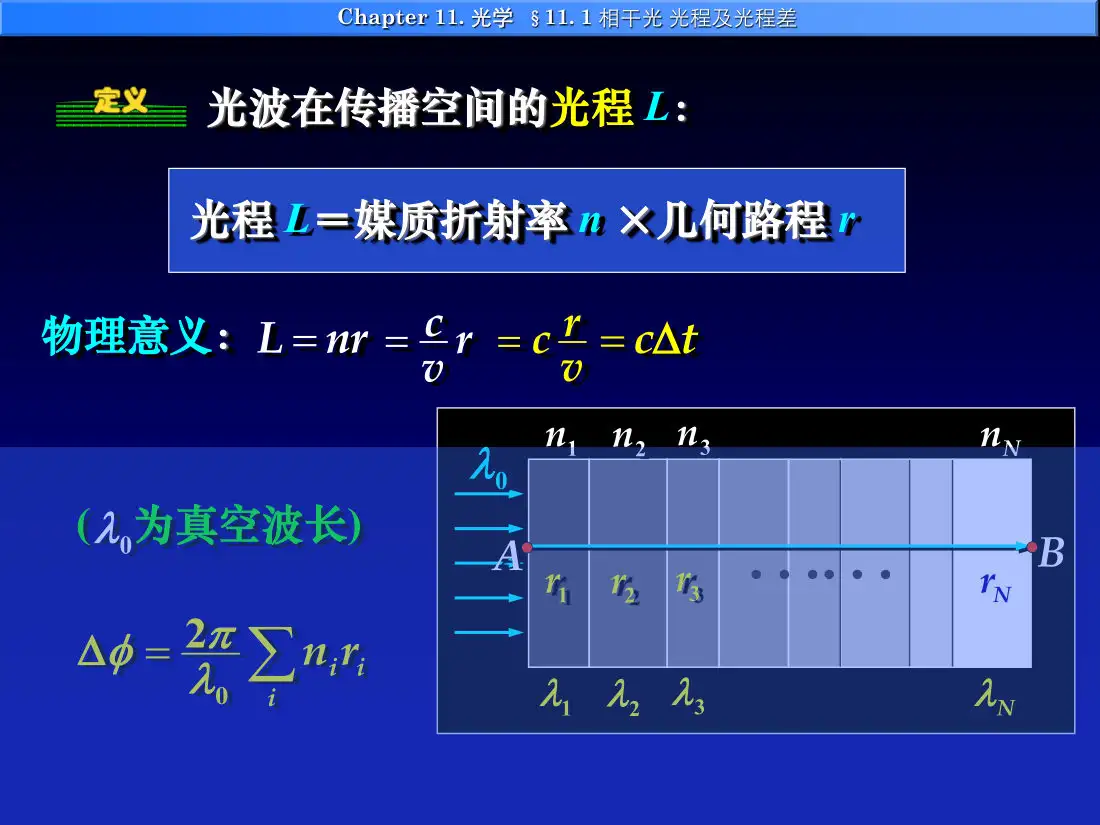 Chapter 11. 光学 §11. 1 相干光 光程及光程差
定义 光波在传播空间的光程 L：
光程 L＝媒质折射率 n ×几何路程 r
物理意义： L = nr = c/v r = c r/v = cΔt
n₁ n₂ n₃ n_N
λ₀
(λ₀为真空波长)
A B
r₁ r₂ r₃ ······ r_N
Δϕ = 2π/λ₀ ∑ᵢ nᵢrᵢ
λ₁ λ₂ λ₃ λ_N